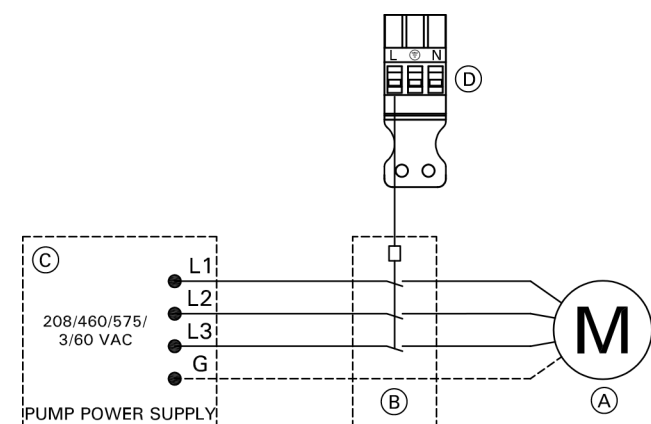 L N
D
C
L1
L2
208/460/575/
3/60 VAC
L3
G
M
PUMP POWER SUPPLY
B
A